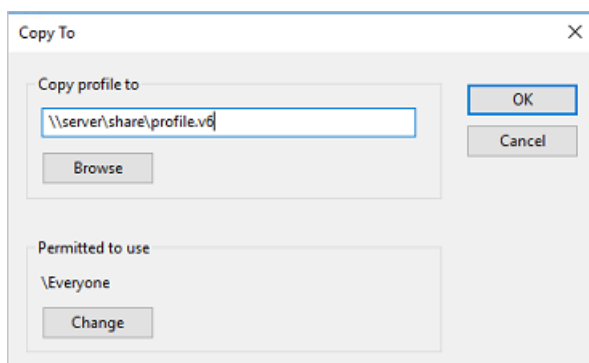 Copy To
Copy profile to
\\server\share\profile.v6
OK
Browse
Cancel
Permitted to use
\Everyone
Change